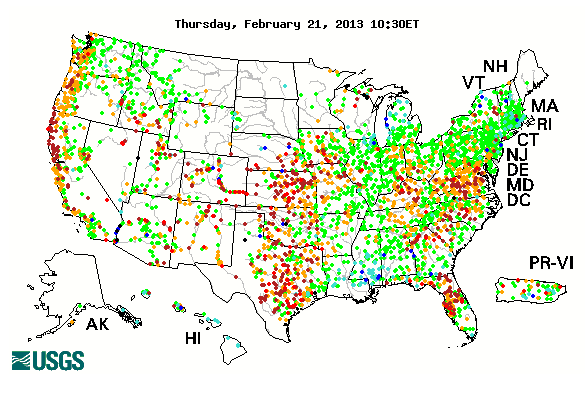 Thursday, February 21, 2013 10:30ET
NH
VT
MA
RI
CT
NJ
DE
MD
DC
PR-VI
AK
HI
USGS